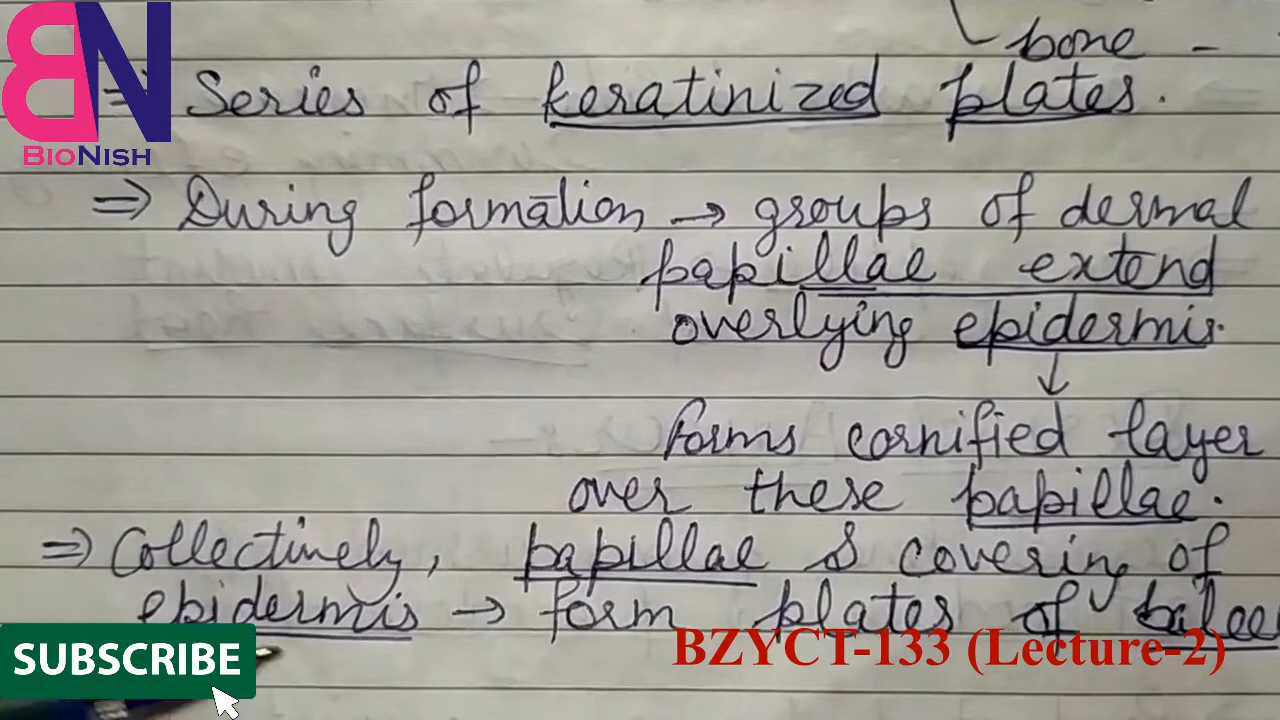 bone -
⇒ Series of keratinized plates.
BN
BIONISH
⇒ During formation → groups of dermal
papillae extend
overlying epidermis.
↓
forms cornified layer
over these papillae.
⇒ Collectively, papillae & covering of
epidermis → form plates of balee
BZYCT-133 (Lecture-2)
SUBSCRIBE